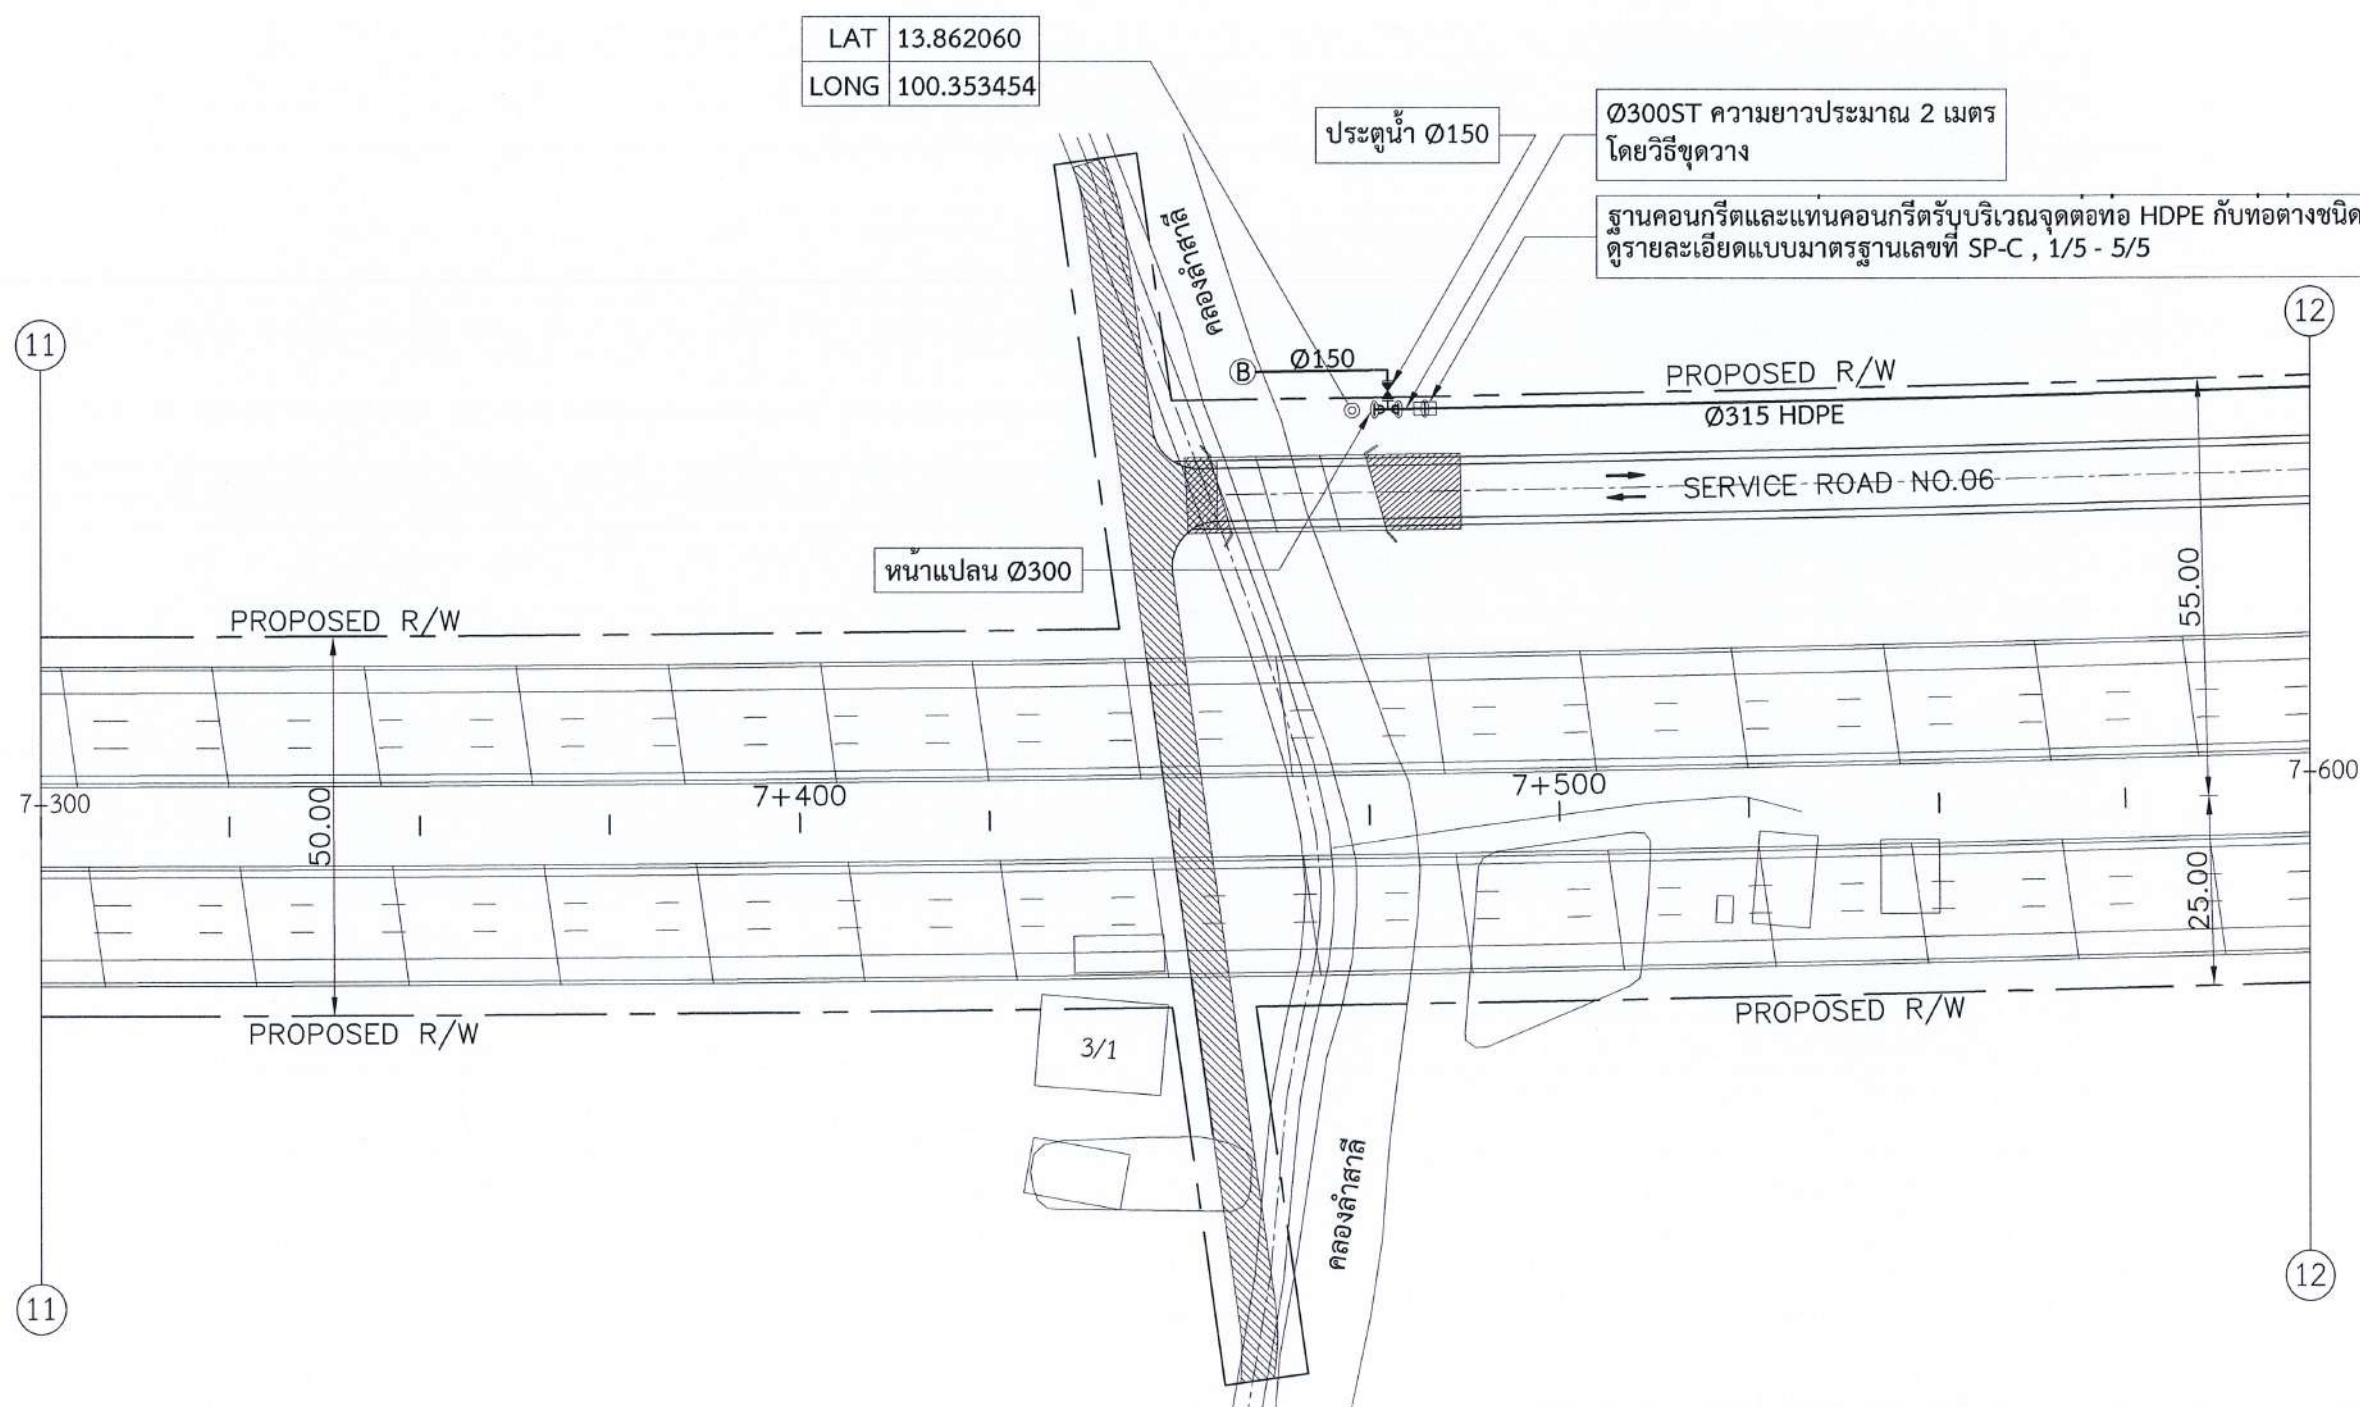 LAT 13.862060
LONG 100.353454
ประตูน้ำ Ø150
Ø300ST ความยาวประมาณ 2 เมตร
โดยวิธีขุดวาง
ฐานคอนกรีตและแทนคอนกรีตรับบริเวณจุดตอทอ HDPE กับทอตางชนิด
ดูรายละเอียดแบบมาตรฐานเลขที่ SP-C , 1/5 - 5/5
11
12
คลองลำสาลี
B
Ø150
PROPOSED R/W
Ø315 HDPE
SERVICE ROAD NO.06
หน้าแปลน Ø300
55.00
PROPOSED R/W
7+300
7+400
7+500
7+600
50.00
25.00
PROPOSED R/W
PROPOSED R/W
3/1
คลองลำสาลี
11
12